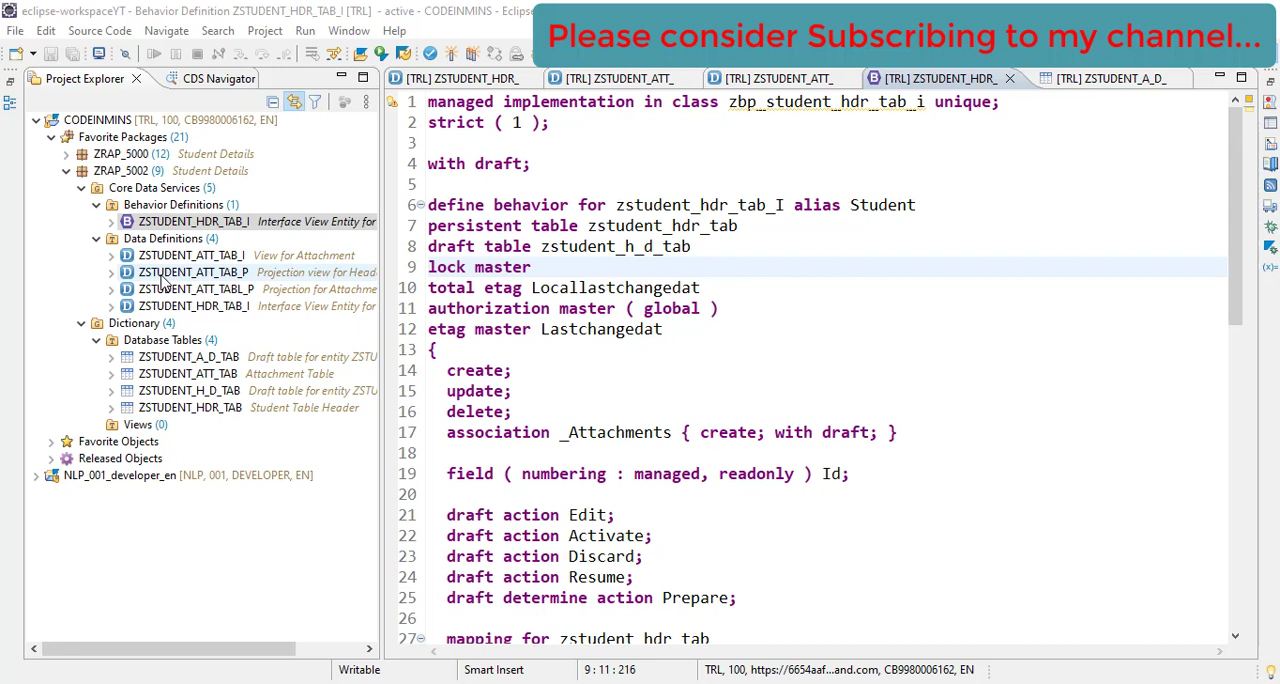 eclipse-workspaceYT - Behavior Definition ZSTUDENT_HDR_TAB_I [TRL] - active - CODEINMINS - Eclipse
Please consider Subscribing to my channel...
File Edit Source Code Navigate Search Project Run Window Help
Project Explorer CDS Navigator
[TRL] ZSTUDENT_HDR_ [TRL] ZSTUDENT_ATT_ [TRL] ZSTUDENT_ATT_ [TRL] ZSTUDENT_HDR_ [TRL] ZSTUDENT_A_D_
CODEINMINS [TRL, 100, CB9980006162, EN]
Favorite Packages (21)
ZRAP_5000 (12) Student Details
ZRAP_5002 (9) Student Details
Core Data Services (5)
Behavior Definitions (1)
ZSTUDENT_HDR_TAB_I Interface View Entity for
Data Definitions (4)
ZSTUDENT_ATT_TAB_I View for Attachment
ZSTUDENT_ATT_TAB_P Projection view for Heade
ZSTUDENT_ATT_TABL_P Projection for Attachme
ZSTUDENT_HDR_TAB_I Interface View Entity for
Dictionary (4)
Database Tables (4)
ZSTUDENT_A_D_TAB Draft table for entity ZSTU
ZSTUDENT_ATT_TAB Attachment Table
ZSTUDENT_H_D_TAB Draft table for entity ZSTU
ZSTUDENT_HDR_TAB Student Table Header
Views (0)
Favorite Objects
Released Objects
NLP_001_developer_en [NLP, 001, DEVELOPER, EN]
1 managed implementation in class zbp_student_hdr_tab_i unique;
2 strict ( 1 );
3
4 with draft;
5
6 define behavior for zstudent_hdr_tab_I alias Student
7 persistent table zstudent_hdr_tab
8 draft table zstudent_h_d_tab
9 lock master
10 total etag Locallastchangedat
11 authorization master ( global )
12 etag master Lastchangedat
13 {
14 create;
15 update;
16 delete;
17 association _Attachments { create; with draft; }
18
19 field ( numbering : managed, readonly ) Id;
20
21 draft action Edit;
22 draft action Activate;
23 draft action Discard;
24 draft action Resume;
25 draft determine action Prepare;
26
27 mapping for zstudent_hdr_tab
Writable Smart Insert 9 : 11 : 216 TRL, 100, https://6654aaf...and.com, CB9980006162, EN